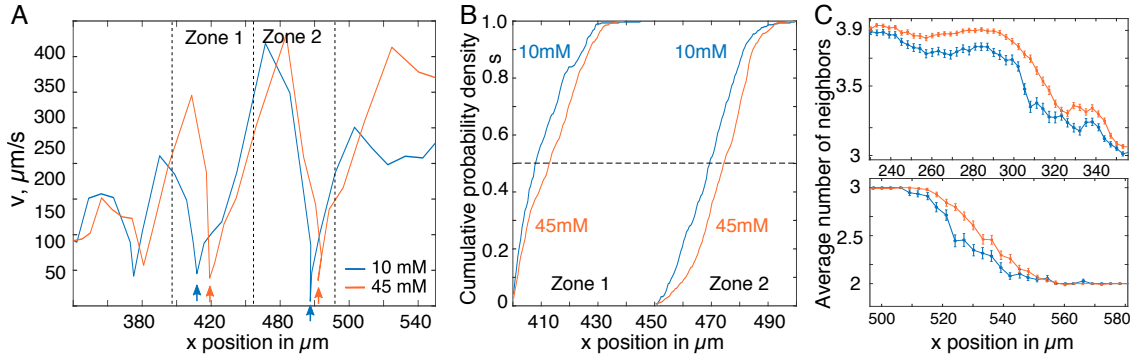 A
Zone 1
Zone 2
v, µm/s
400
350
300
250
200
150
100
50
10 mM
45 mM
380
420
480
500
540
x position in µm
B
Cumulative probability density
s
1.0
0.8
0.6
0.4
0.2
0
10mM
10mM
45mM
45mM
Zone 1
Zone 2
410
430
450
470
490
x position in µm
C
Average number of neighbors
3.9
3.5
3
240
260
280
300
320
340
3
2.5
2
500
520
540
560
580
x position in µm